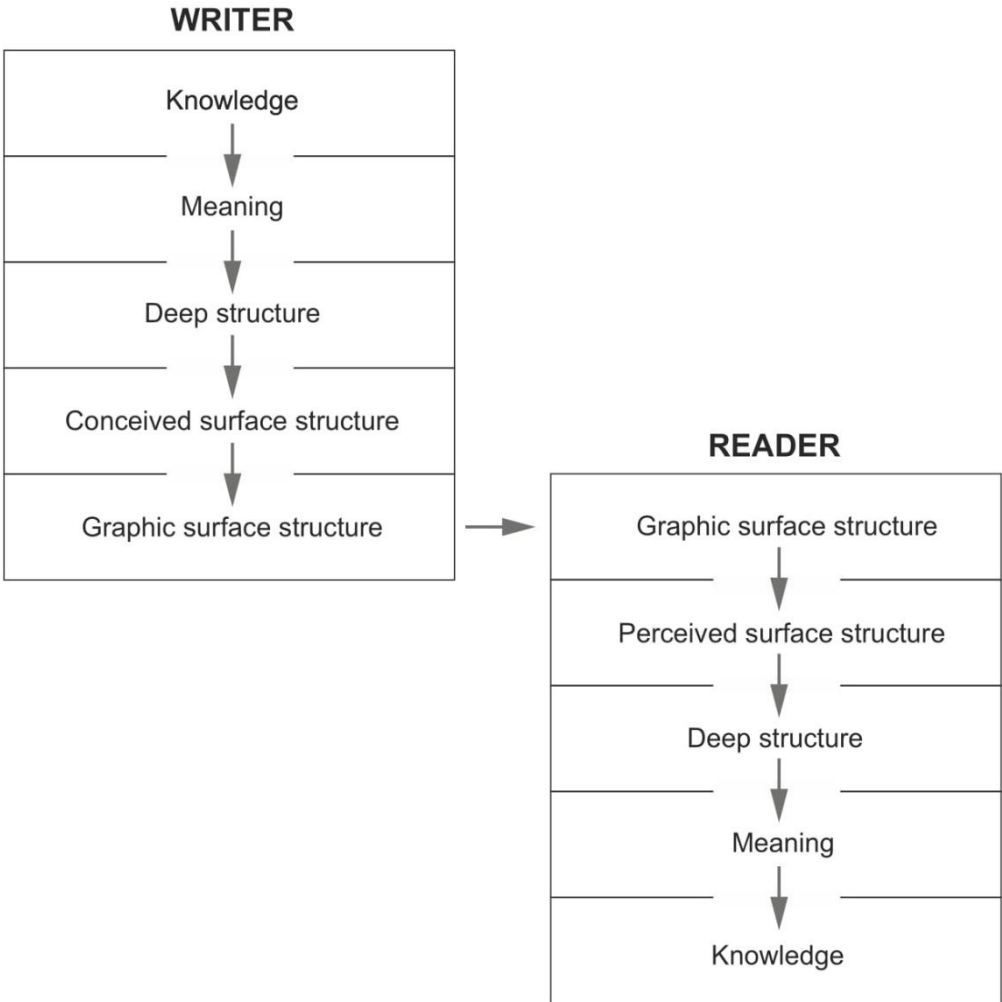 WRITER
Knowledge
Meaning
Deep structure
Conceived surface structure
Graphic surface structure
READER
Graphic surface structure
Perceived surface structure
Deep structure
Meaning
Knowledge